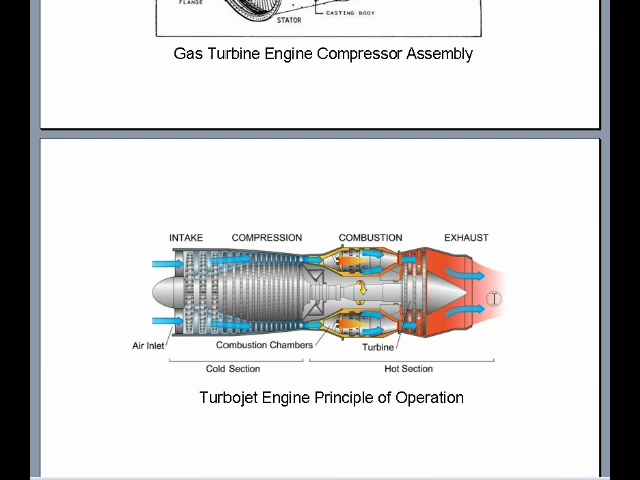 FLANGE
CASTING BODY
STATOR
Gas Turbine Engine Compressor Assembly
INTAKE COMPRESSION COMBUSTION EXHAUST
Air Inlet Combustion Chambers Turbine
Cold Section Hot Section
Turbojet Engine Principle of Operation